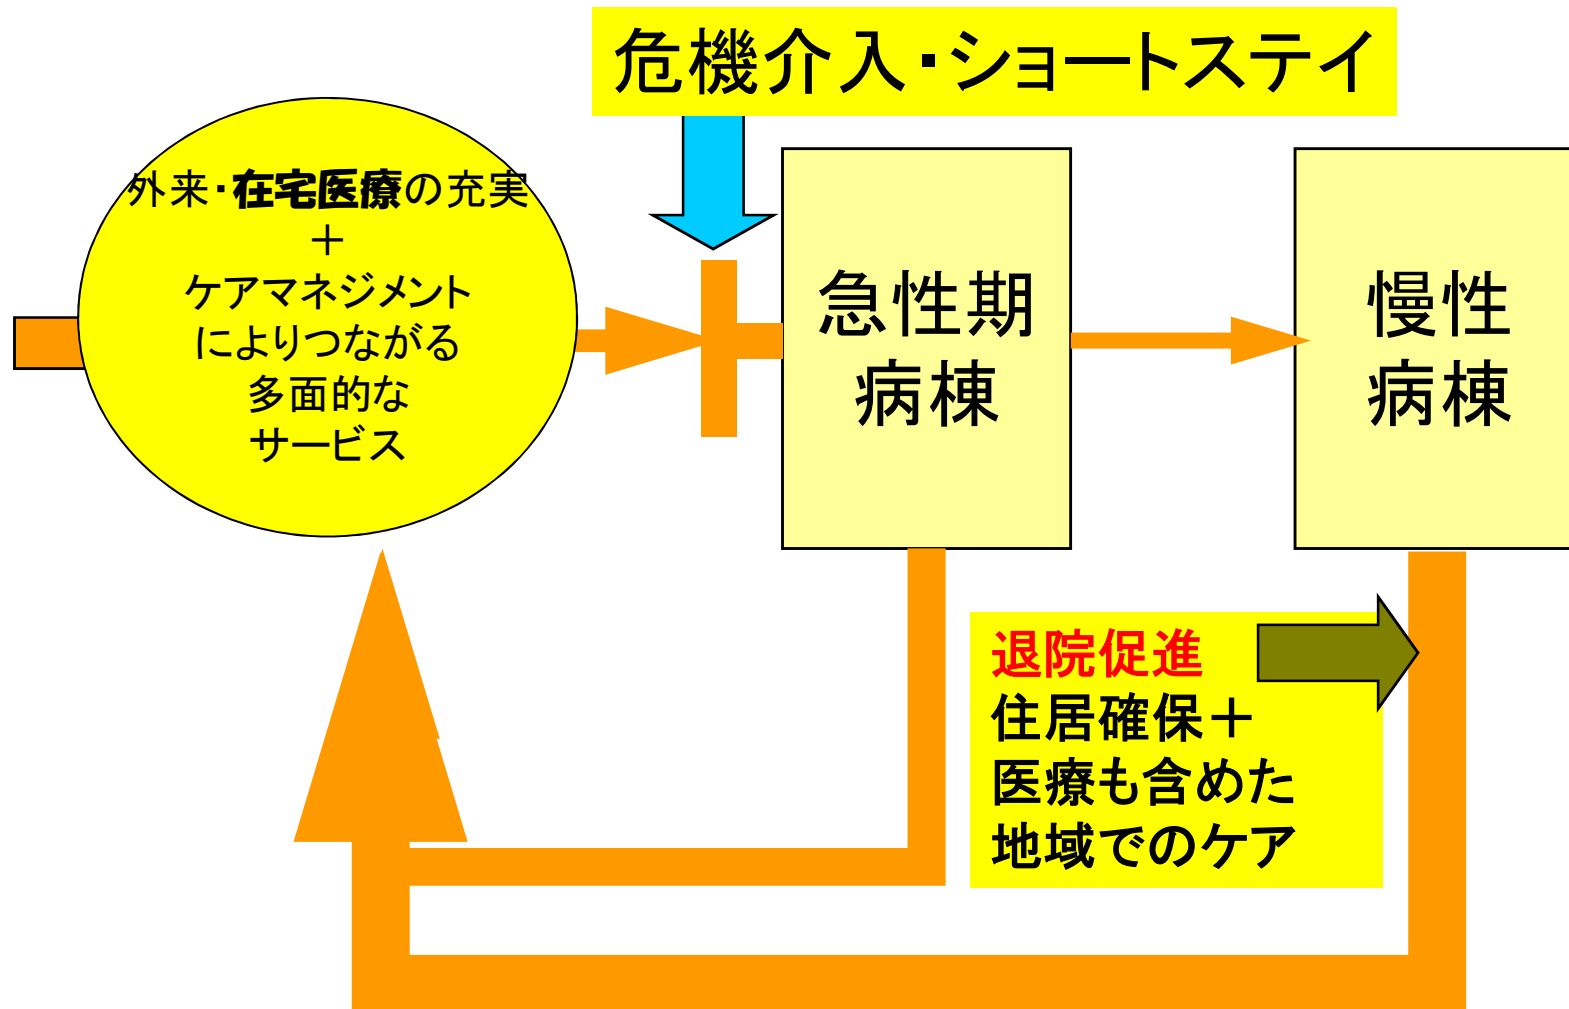 危機介入・ショートステイ
外来・在宅医療の充実
＋
ケアマネジメント
によりつながる
多面的な
サービス
急性期
病棟
慢性
病棟
退院促進
住居確保＋
医療も含めた
地域でのケア